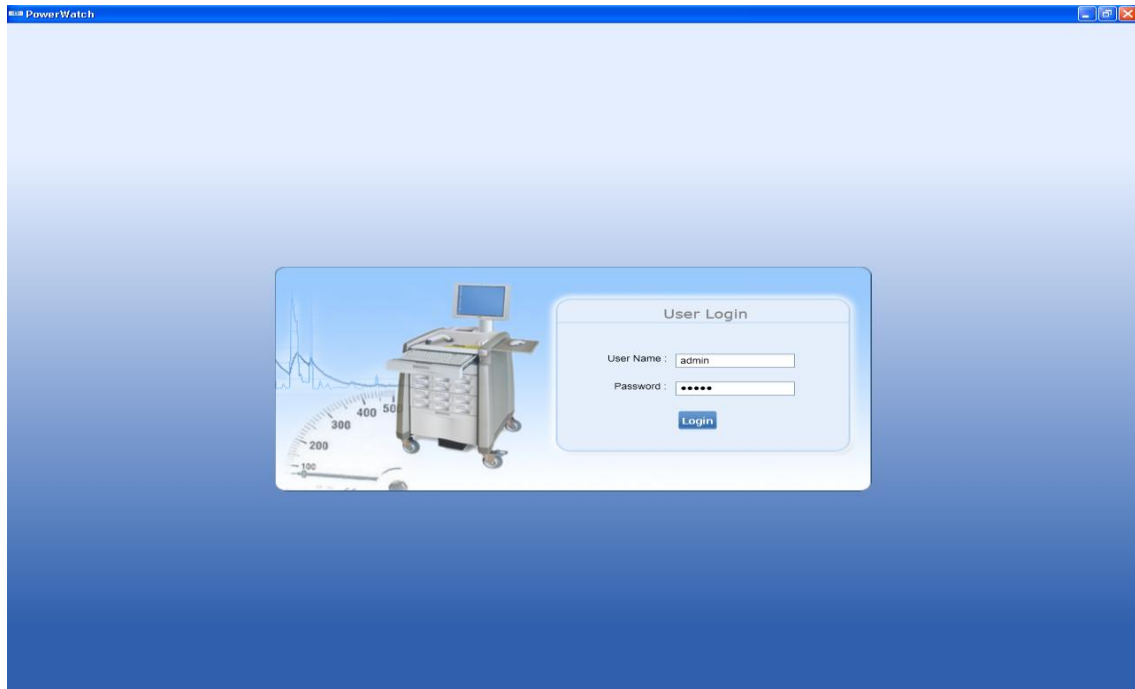 PowerWatch
User Login
User Name : admin
Password : •••••
Login
500
400
300
200
100